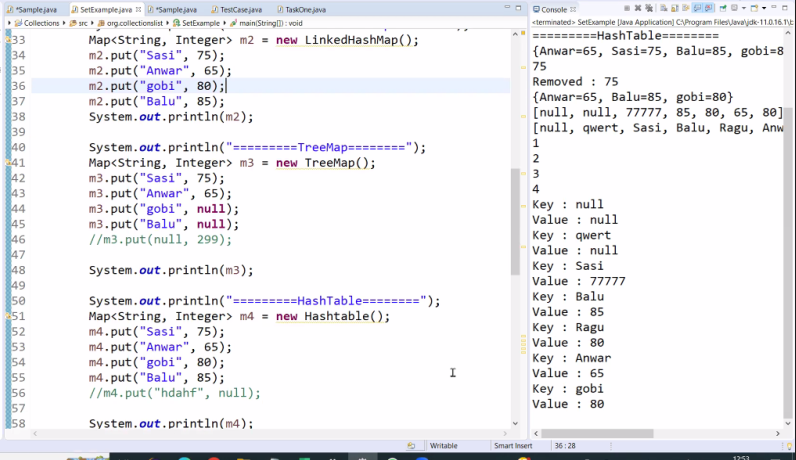 *Sample.java SetExample.java *Sample.java TestCase.java TaskOne.java
Collections src org.collectionslist SetExample main(String[]) : void
33 Map<String, Integer> m2 = new LinkedHashMap();
34 m2.put("Sasi", 75);
35 m2.put("Anwar", 65);
36 m2.put("gobi", 80);
37 m2.put("Balu", 85);
38 System.out.println(m2);
39
40 System.out.println("=========TreeMap========");
41 Map<String, Integer> m3 = new TreeMap();
42 m3.put("Sasi", 75);
43 m3.put("Anwar", 65);
44 m3.put("gobi", null);
45 m3.put("Balu", null);
46 //m3.put(null, 299);
47
48 System.out.println(m3);
49
50 System.out.println("=========HashTable========");
51 Map<String, Integer> m4 = new Hashtable();
52 m4.put("Sasi", 75);
53 m4.put("Anwar", 65);
54 m4.put("gobi", 80);
55 m4.put("Balu", 85);
56 //m4.put("hdahf", null);
57
58 System.out.println(m4);
Writable Smart Insert 36 : 28
Console
<terminated> SetExample [Java Application] C:\Program Files\Java\jdk-11.0.16.1\
=========HashTable========
{Anwar=65, Sasi=75, Balu=85, gobi=8
75
Removed : 75
{Anwar=65, Balu=85, gobi=80}
[null, null, 77777, 85, 80, 65, 80]
[null, qwert, Sasi, Balu, Ragu, Anw
1
2
3
4
Key : null
Value : null
Key : qwert
Value : null
Key : Sasi
Value : 77777
Key : Balu
Value : 85
Key : Ragu
Value : 80
Key : Anwar
Value : 65
Key : gobi
Value : 80
12:53